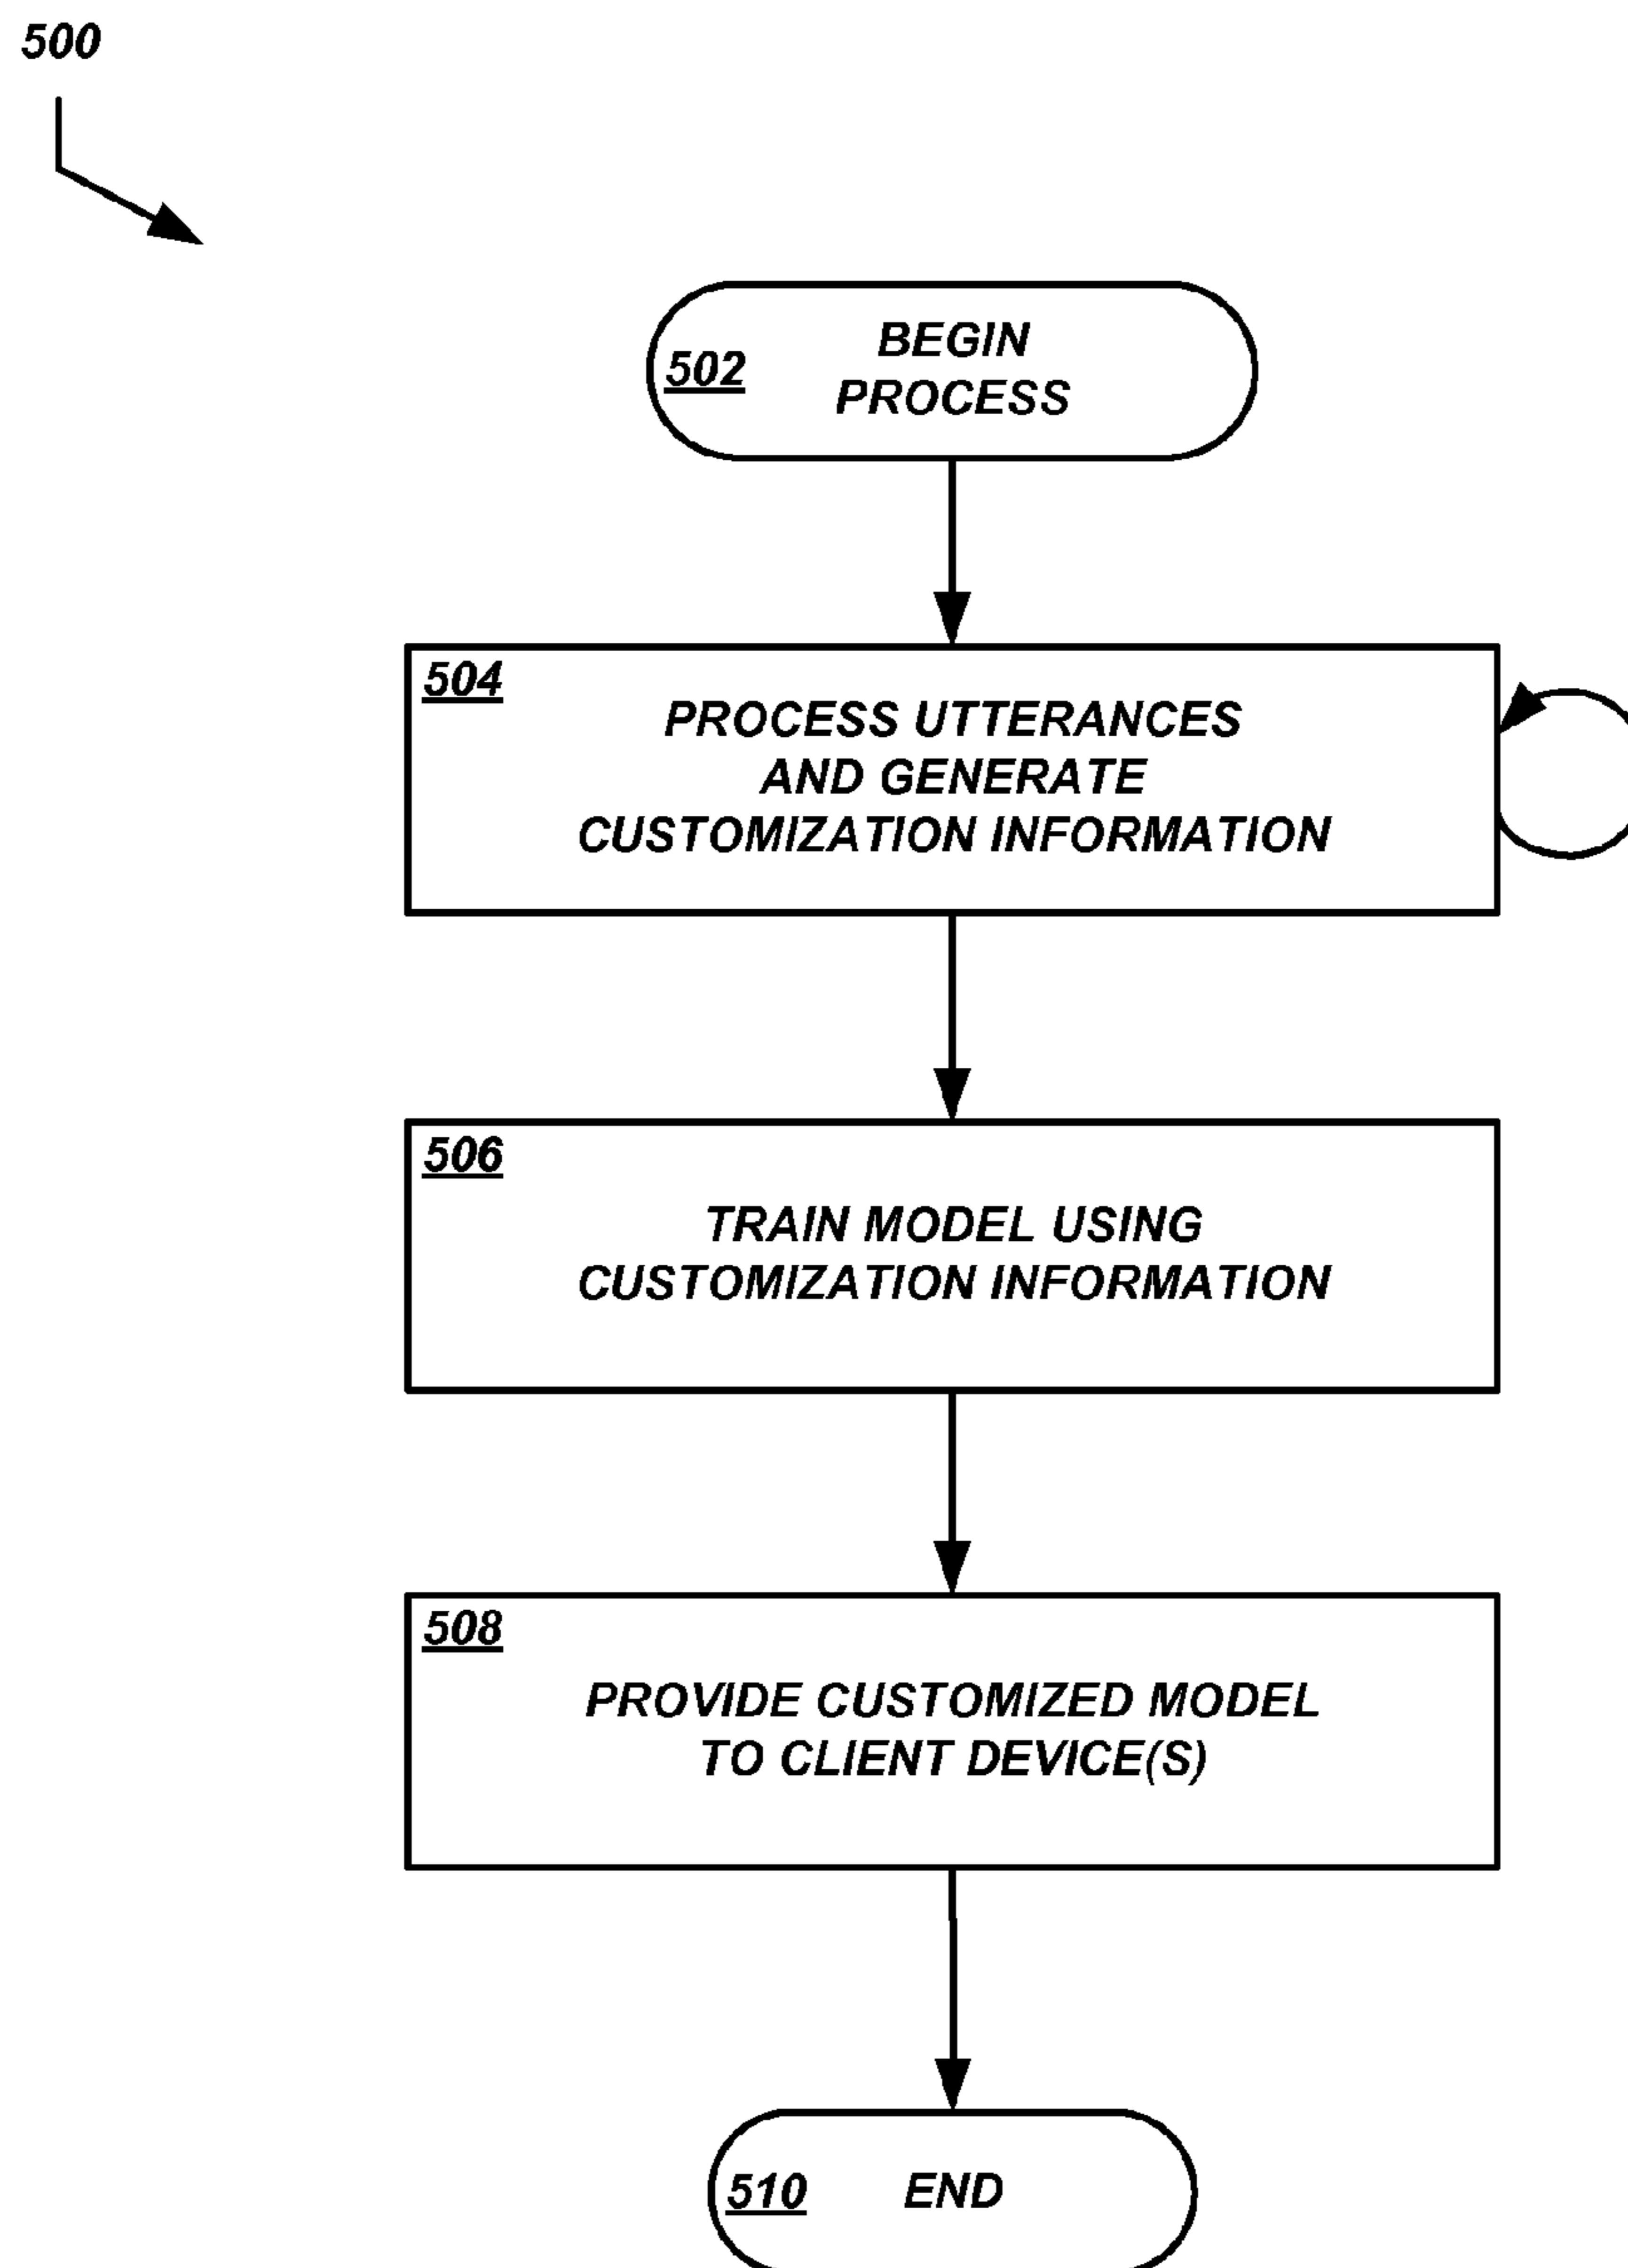 500
502
BEGIN
PROCESS
504
PROCESS UTTERANCES
AND GENERATE
CUSTOMIZATION INFORMATION
506
TRAIN MODEL USING
CUSTOMIZATION INFORMATION
508
PROVIDE CUSTOMIZED MODEL
TO CLIENT DEVICE(S)
510
END